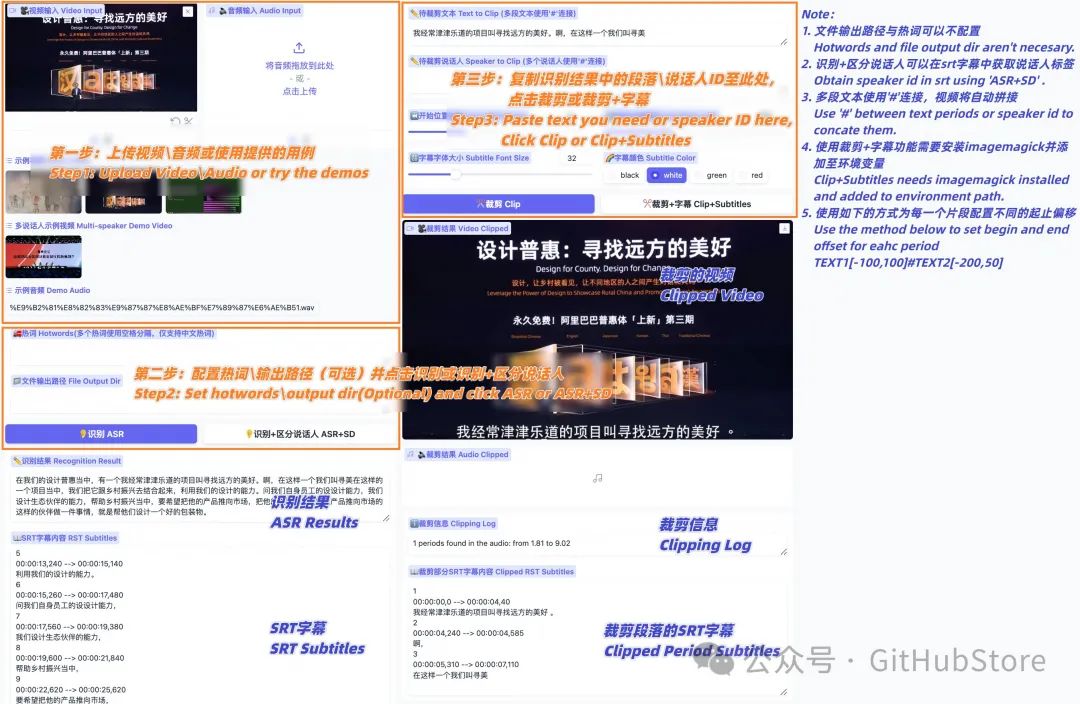 视频输入 Video Input
设计普惠：寻找远方的美好
Design for County. Design for Change.
永久免费！阿里巴巴普惠体「上新」第三期
音频输入 Audio Input
将音频拖放到此处
- 或 -
点击上传
第一步：上传视频\音频或使用提供的用例
Step1: Upload Video\Audio or try the demos
示例
多说话人示例视频 Multi-speaker Demo Video
示例音频 Demo Audio
热词 Hotwords(多个热词使用空格分隔，仅支持中文热词)
文件输出路径 File Output Dir
第二步：配置热词\输出路径（可选）并点击识别或识别+区分说话人
Step2: Set hotwords\output dir(Optional) and click ASR or ASR+SD
识别 ASR
识别+区分说话人 ASR+SD
识别结果 Recognition Result
在我们的设计普惠当中，有一个我经常津津乐道的项目叫寻找远方的美好。啊，在这样一个我们叫寻美在这样的
一个项目当中，我们把它跟乡村振兴去结合起来，利用我们的设计的能力。问我们自身员工的设设计能力，我们
设计生态伙伴的能力，帮助乡村振兴当中，要希望把他的产品推向市场，把他
产品推向市场的
这样的伙伴做一件事情，就是帮他们设计一个好的包装物。
识别结果
ASR Results
SRT字幕内容 RST Subtitles
5
00:00:13,240 --> 00:00:15,140
利用我们的设计的能力。
6
00:00:15,260 --> 00:00:17,480
问我们自身员工的设设计能力，
7
00:00:17,560 --> 00:00:19,380
我们设计生态伙伴的能力，
8
00:00:19,600 --> 00:00:21,840
帮助乡村振兴当中，
9
00:00:22,620 --> 00:00:25,620
要希望把他的产品推向市场，
SRT字幕
SRT Subtitles
待裁剪文本 Text to Clip (多段文本使用'#'连接)
我经常津津乐道的项目叫寻找远方的美好。啊，在这样一个我们叫寻美
待裁剪说话人 Speaker to Clip (多个说话人使用'#'连接)
第三步：复制识别结果中的段落\说话人ID至此处，
点击裁剪或裁剪+字幕
Step3: Paste text you need or speaker ID here,
Click Clip or Clip+Subtitles
开始位置
字幕字体大小 Subtitle Font Size
32
字幕颜色 Subtitle Color
black
white
green
red
裁剪 Clip
裁剪+字幕 Clip+Subtitles
裁剪结果 Video Clipped
设计普惠：寻找远方的美好
Design for County. Design for Chan
设计，让乡村被看见，让不同地区的人之间产生
Leverage the Power of Design to Showcase Rural China and Promo
永久免费！阿里巴巴普惠体「上新」第三期
裁剪的视频
Clipped Video
我经常津津乐道的项目叫寻找远方的美好 。
裁剪结果 Audio Clipped
裁剪信息 Clipping Log
1 periods found in the audio: from 1.81 to 9.02
裁剪信息
Clipping Log
裁剪部分SRT字幕内容 Clipped RST Subtitles
1
00:00:00,0 --> 00:00:04,40
我经常津津乐道的项目叫寻找远方的美好 。
2
00:00:04,240 --> 00:00:04,585
啊，
3
00:00:05,310 --> 00:00:07,110
在这样一个我们叫寻美
裁剪段落的SRT字幕
Clipped Period Subtitles
Note：
1. 文件输出路径与热词可以不配置
Hotwords and file output dir aren't necesary.
2. 识别+区分说话人可以在srt字幕中获取说话人标签
Obtain speaker id in srt using 'ASR+SD' .
3. 多段文本使用'#'连接，视频将自动拼接
Use '#' between text periods or speaker id to
concate them.
4. 使用裁剪+字幕功能需要安装imagemagick并添
加至环境变量
Clip+Subtitles needs imagemagick installed
and added to environment path.
5. 使用如下的方式为每一个片段配置不同的起止偏移
Use the method below to set begin and end
offset for eahc period
TEXT1[-100,100]#TEXT2[-200,50]
公众号 · GitHubStore